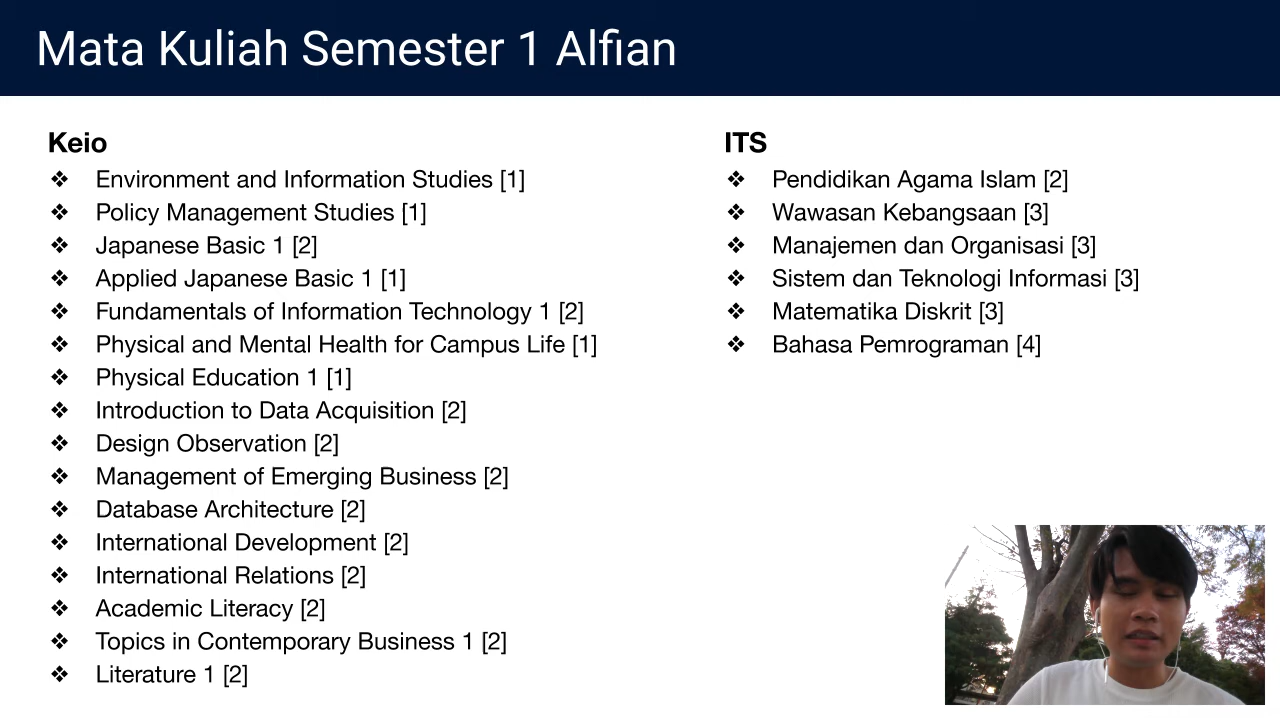 Mata Kuliah Semester 1 Alfian
Keio
❖ Environment and Information Studies [1]
❖ Policy Management Studies [1]
❖ Japanese Basic 1 [2]
❖ Applied Japanese Basic 1 [1]
❖ Fundamentals of Information Technology 1 [2]
❖ Physical and Mental Health for Campus Life [1]
❖ Physical Education 1 [1]
❖ Introduction to Data Acquisition [2]
❖ Design Observation [2]
❖ Management of Emerging Business [2]
❖ Database Architecture [2]
❖ International Development [2]
❖ International Relations [2]
❖ Academic Literacy [2]
❖ Topics in Contemporary Business 1 [2]
❖ Literature 1 [2]
ITS
❖ Pendidikan Agama Islam [2]
❖ Wawasan Kebangsaan [3]
❖ Manajemen dan Organisasi [3]
❖ Sistem dan Teknologi Informasi [3]
❖ Matematika Diskrit [3]
❖ Bahasa Pemrograman [4]